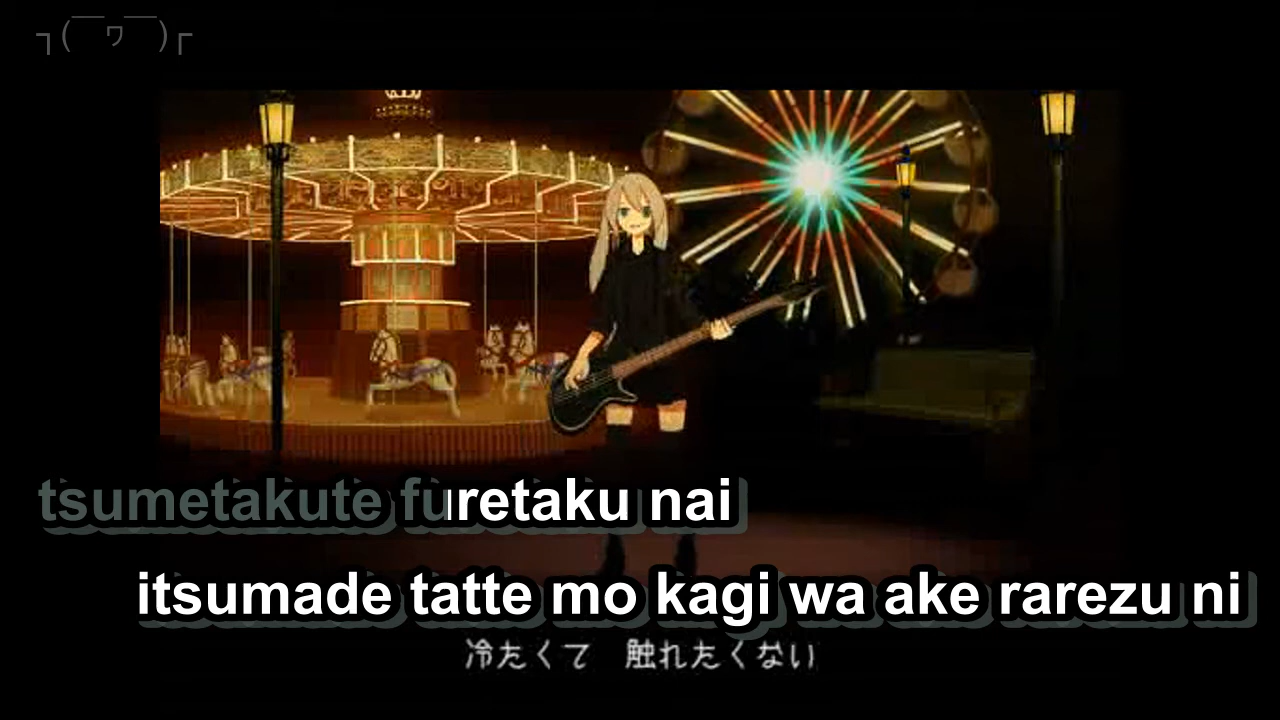 ┐(￣ヮ￣)┌
tsumetakute furetaku nai
itsumade tatte mo kagi wa ake rarezu ni
冷たくて　触れたくない